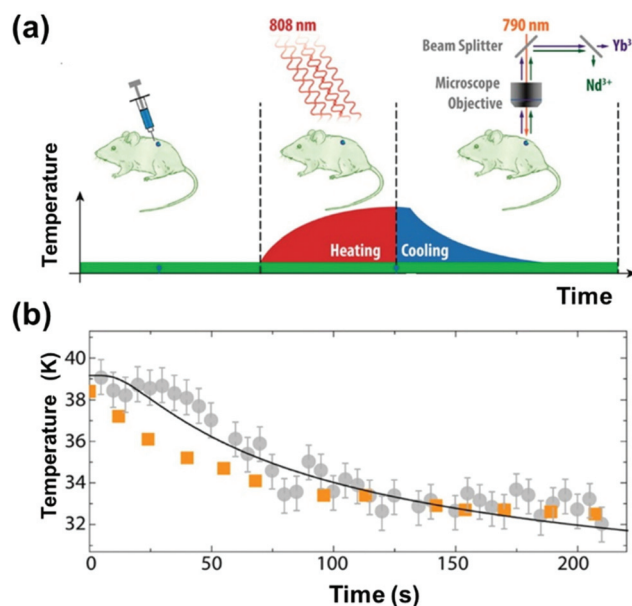 (a)
808 nm
790 nm
Beam Splitter
Yb³
Microscope
Objective
Nd³⁺
Temperature
Heating
Cooling
Time
(b)
Temperature (K)
40
38
36
34
32
0
50
100
150
200
Time (s)